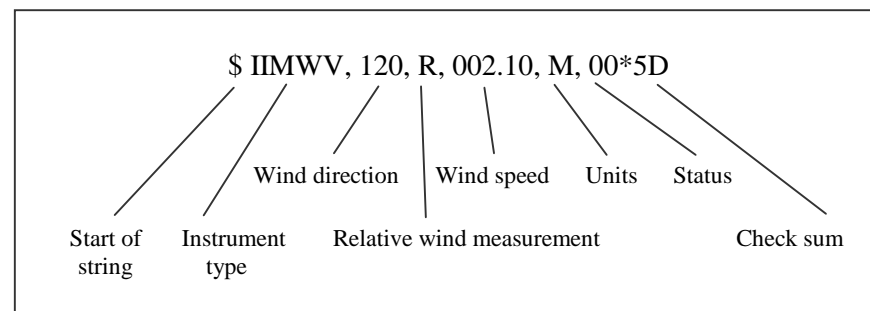 $ IIMWV, 120, R, 002.10, M, 00*5D
Wind direction
Wind speed
Units
Status
Start of
string
Instrument
type
Relative wind measurement
Check sum